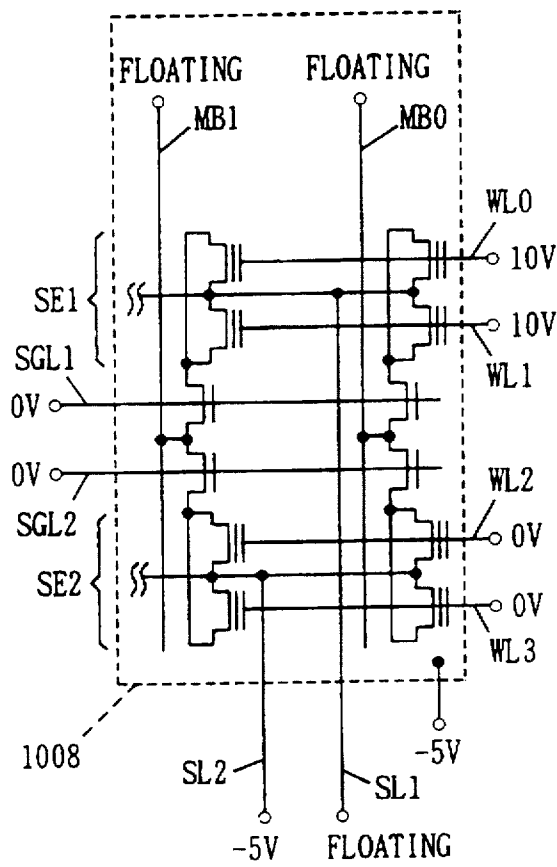 FLOATING FLOATING
MB1 MB0
WL0
10V
SE1
10V
SGL1 WL1
0V
0V
SGL2 WL2
0V
SE2
0V
WL3
1008 -5V
SL2 SL1
-5V FLOATING